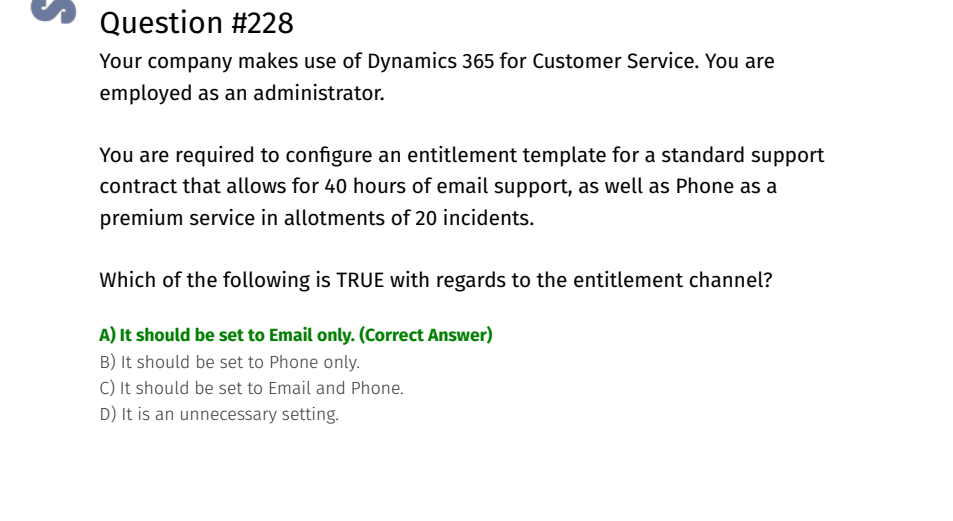 Question #228
Your company makes use of Dynamics 365 for Customer Service. You are
employed as an administrator.
You are required to configure an entitlement template for a standard support
contract that allows for 40 hours of email support, as well as Phone as a
premium service in allotments of 20 incidents.
Which of the following is TRUE with regards to the entitlement channel?
A) It should be set to Email only. (Correct Answer)
B) It should be set to Phone only.
C) It should be set to Email and Phone.
D) It is an unnecessary setting.